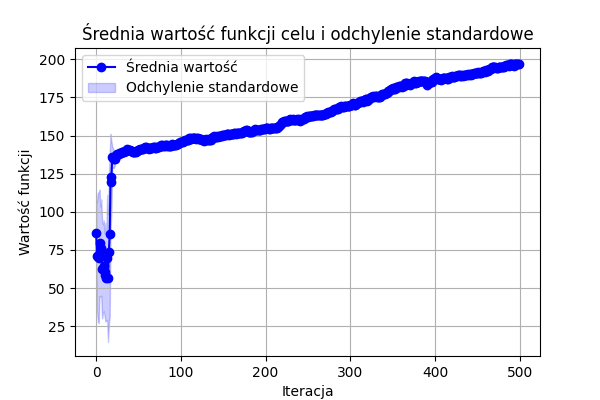 Średnia wartość funkcji celu i odchylenie standardowe
Średnia wartość
Odchylenie standardowe
Wartość funkcji
200
175
150
125
100
75
50
25
0
100
200
300
400
500
Iteracja